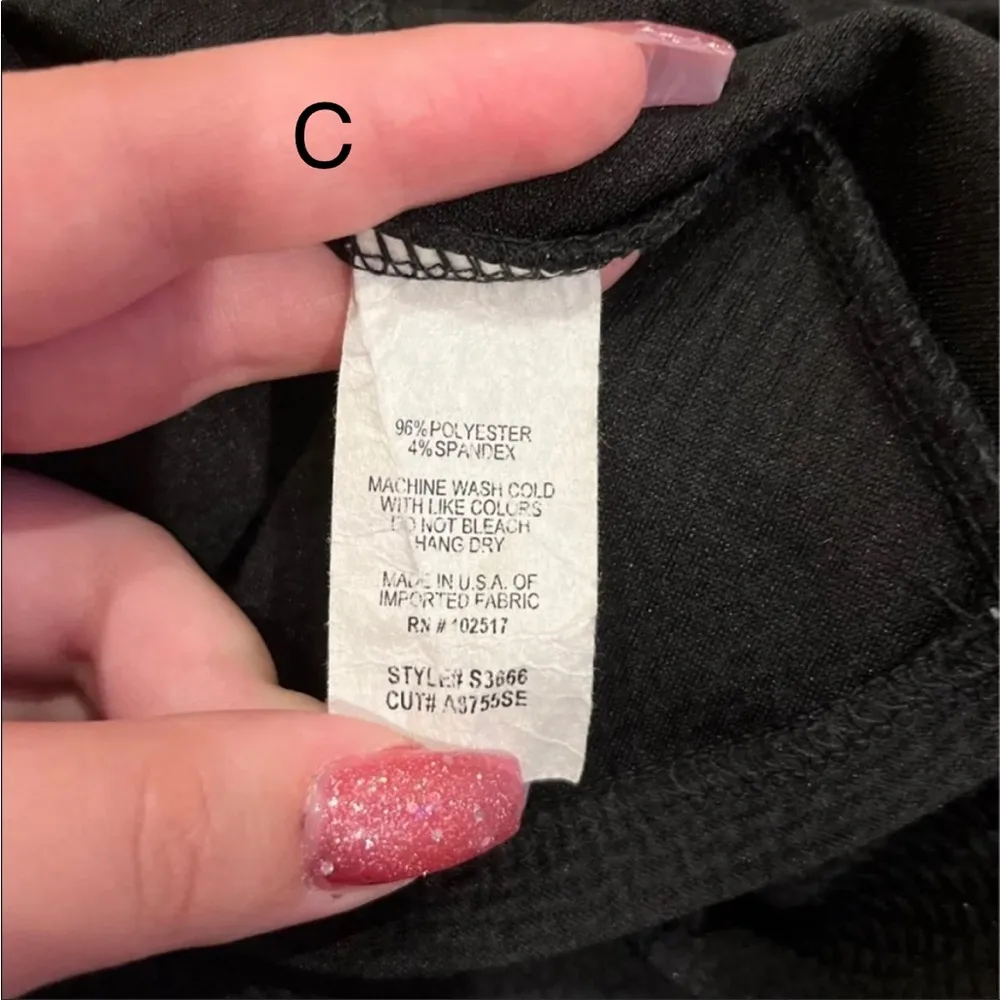 C
96% POLYESTER
4% SPANDEX
MACHINE WASH COLD
WITH LIKE COLORS
DO NOT BLEACH
HANG DRY
MADE IN U.S.A. OF
IMPORTED FABRIC
RN # 102517
STYLE# S3666
CUT#